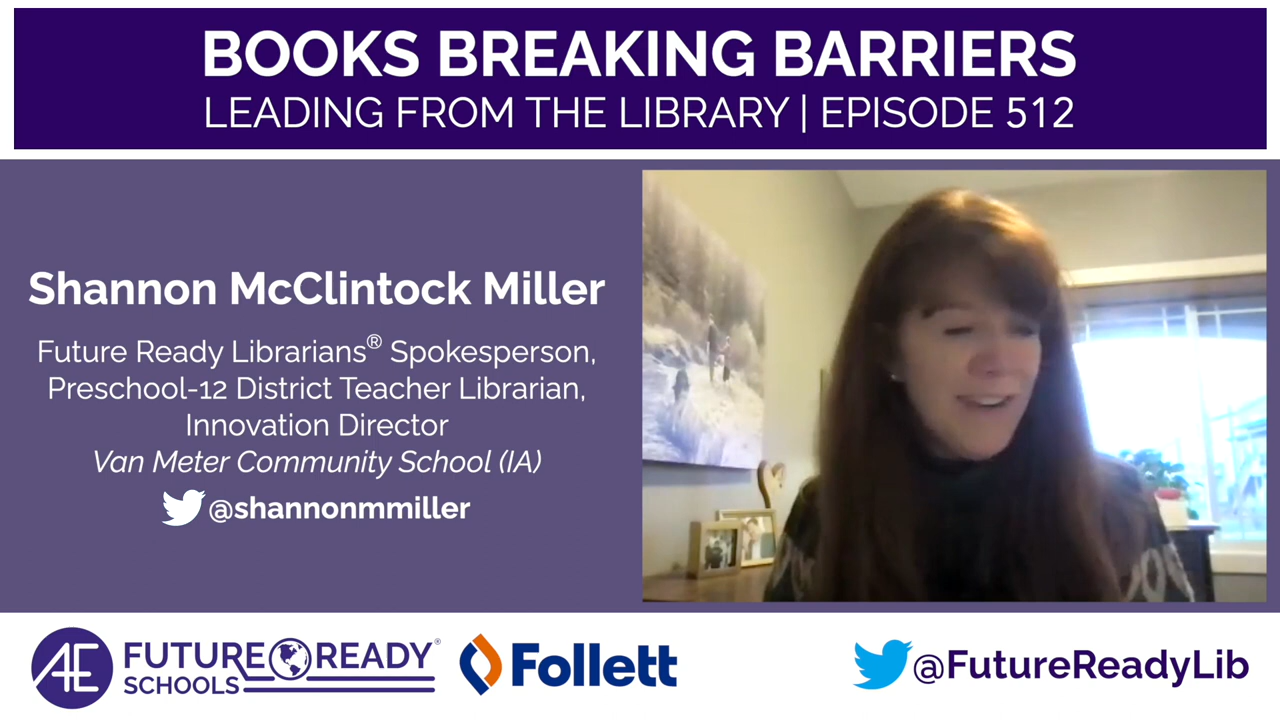 BOOKS BREAKING BARRIERS
LEADING FROM THE LIBRARY | EPISODE 512
Shannon McClintock Miller
Future Ready Librarians® Spokesperson,
Preschool-12 District Teacher Librarian,
Innovation Director
Van Meter Community School (IA)
@shannonmmiller
AE
FUTURE READY®
SCHOOLS
Follett
@FutureReadyLib